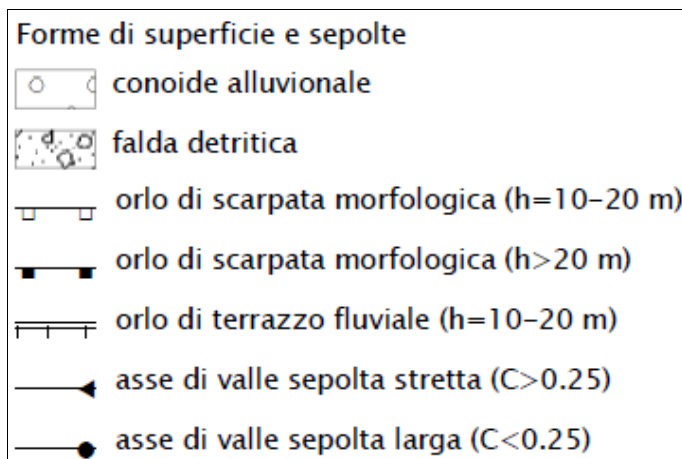 Forme di superficie e sepolte
conoide alluvionale
falda detritica
orlo di scarpata morfologica (h=10-20 m)
orlo di scarpata morfologica (h>20 m)
orlo di terrazzo fluviale (h=10-20 m)
asse di valle sepolta stretta (C>0.25)
asse di valle sepolta larga (C<0.25)